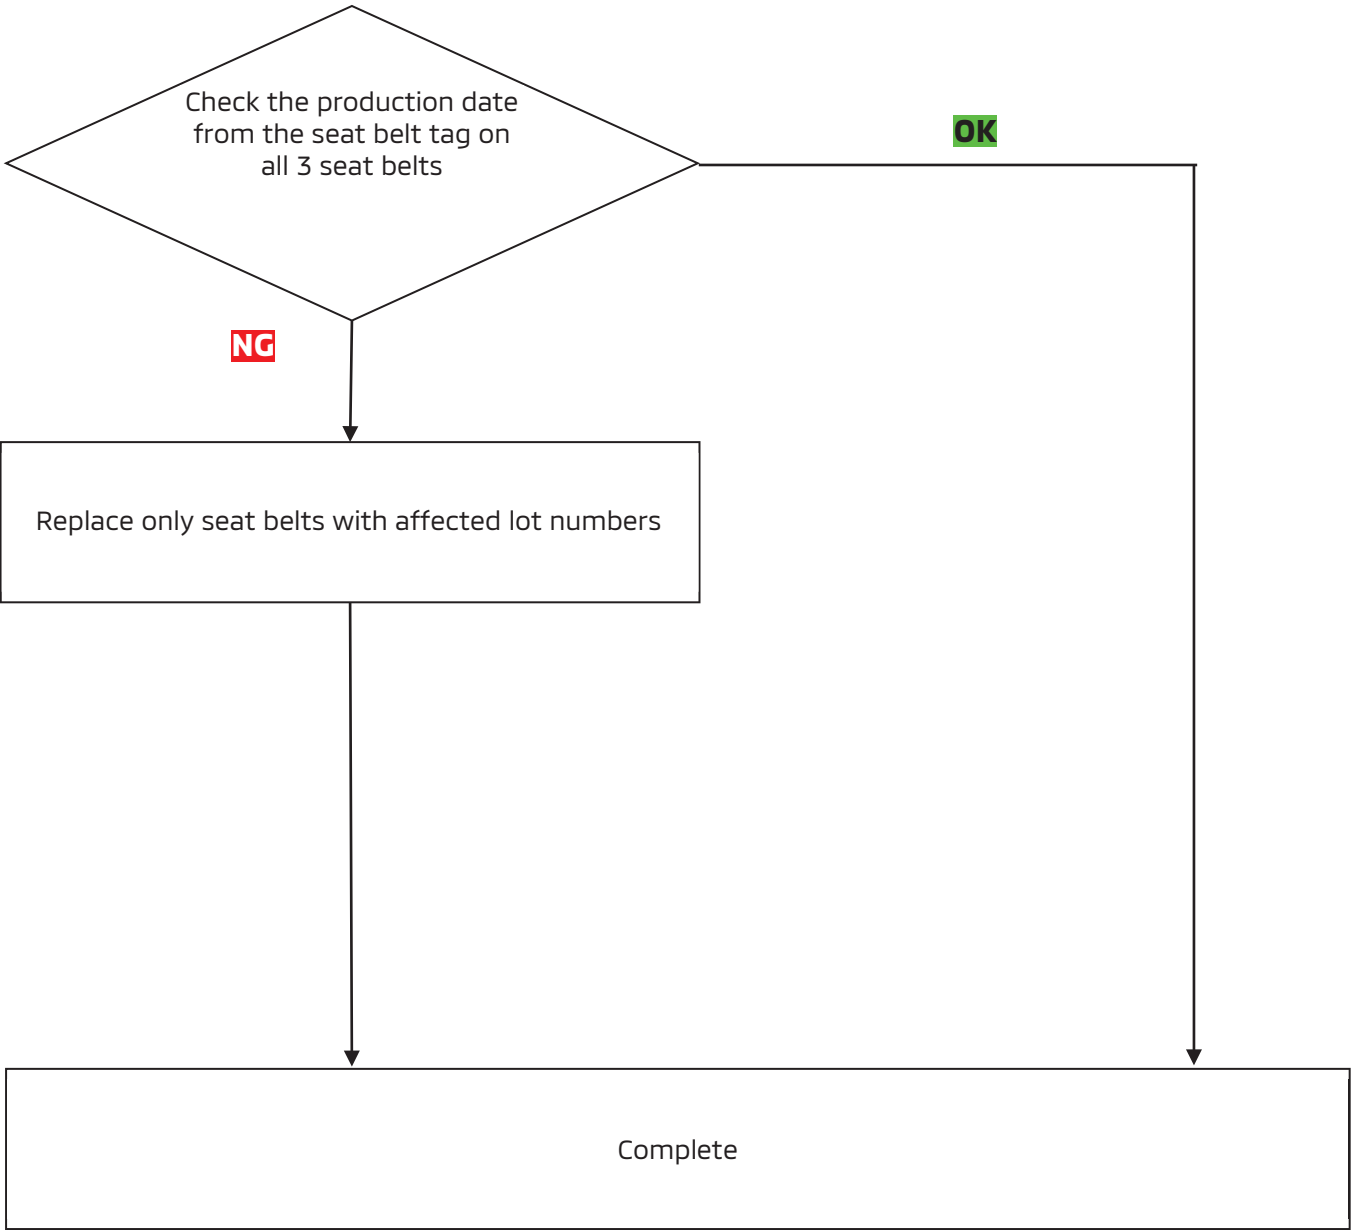 Check the production date
from the seat belt tag on
all 3 seat belts
OK
NG
Replace only seat belts with affected lot numbers
Complete